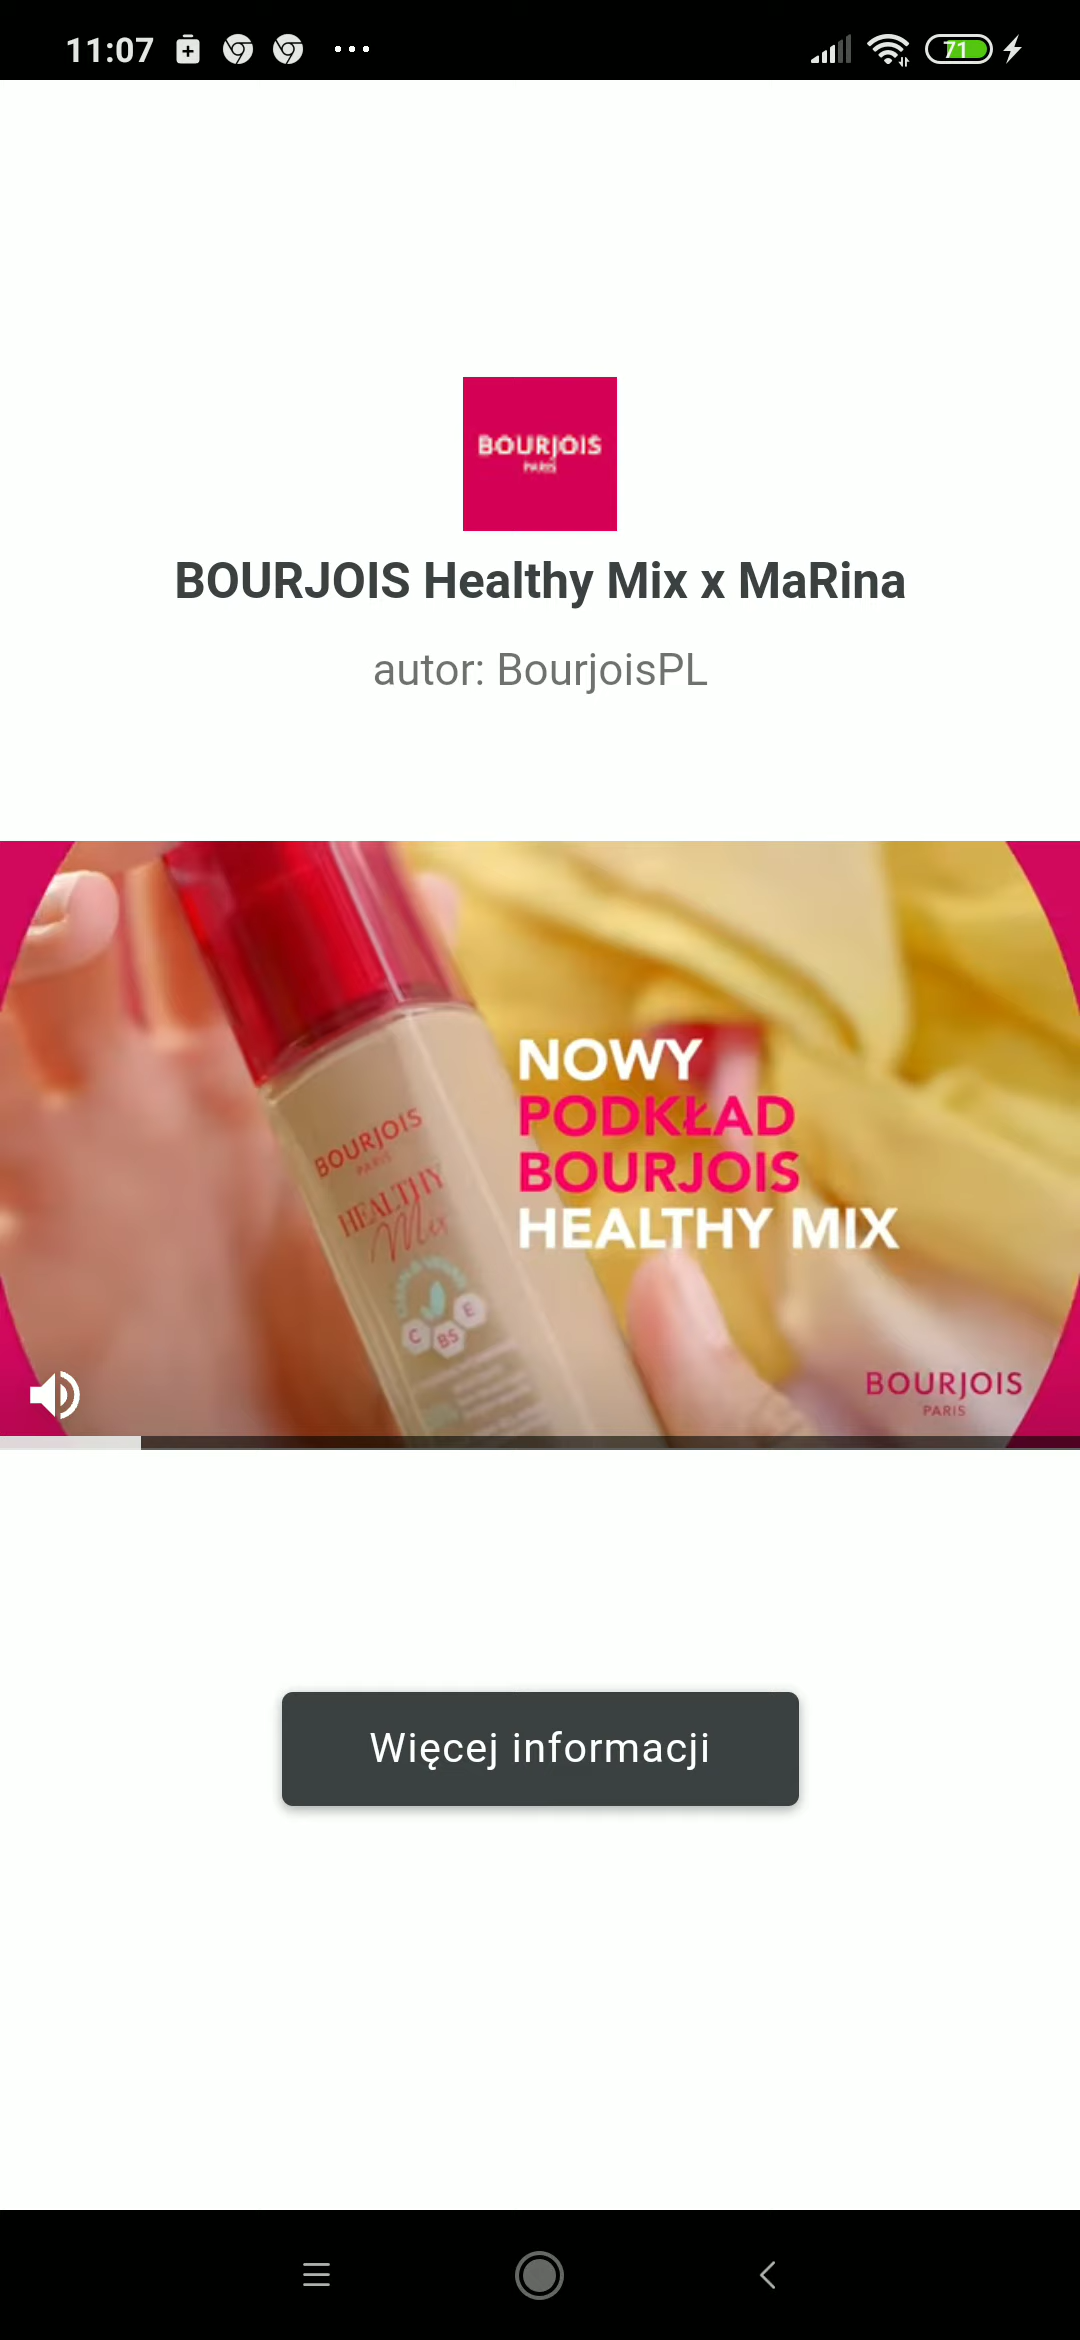 11:07
71
BOURJOIS
PARIS
BOURJOIS Healthy Mix x MaRina
autor: BourjoisPL
BOURJOIS
PARIS
HEALTHY
Mix
C B5 E
NOWY
PODKŁAD
BOURJOIS
HEALTHY MIX
BOURJOIS
PARIS
Więcej informacji